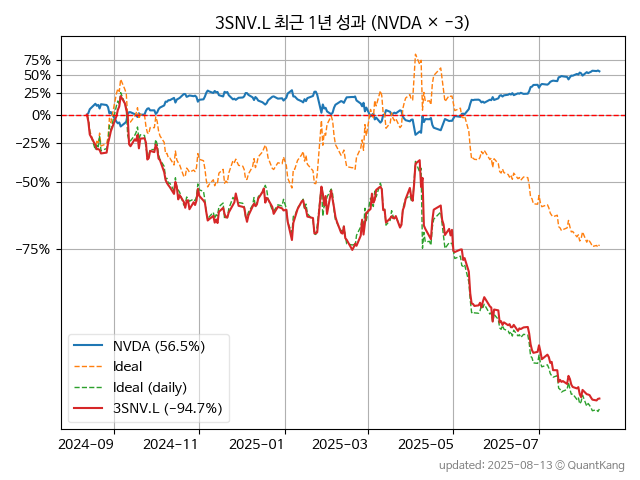 3SNV.L 최근 1년 성과 (NVDA × −3)
75%
50%
25%
0%
−25%
−50%
−75%
NVDA (56.5%)
Ideal
Ideal (daily)
3SNV.L (−94.7%)
2024-09
2024-11
2025-01
2025-03
2025-05
2025-07
updated: 2025-08-13 © QuantKang